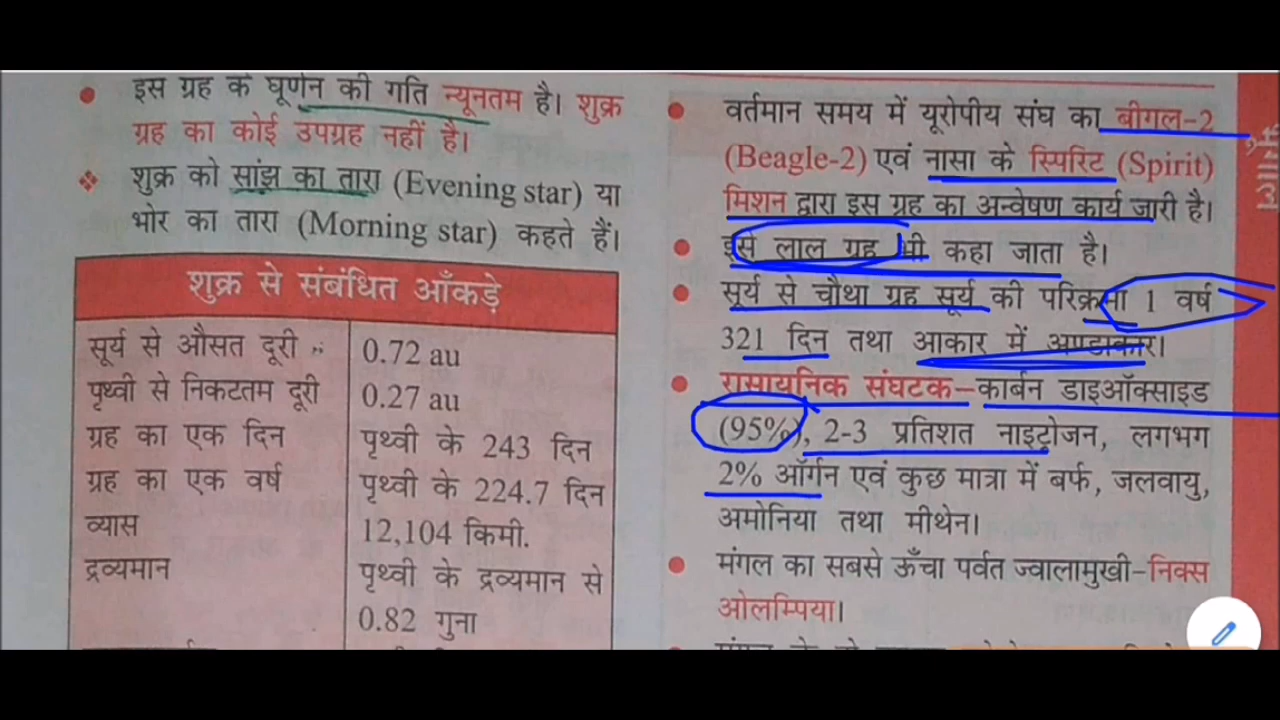 इस ग्रह के घूर्णन की गति न्यूनतम है। शुक्र
ग्रह का कोई उपग्रह नहीं है।
शुक्र को सांझ का तारा (Evening star) या
भोर का तारा (Morning star) कहते हैं।
शुक्र से संबंधित आँकड़े
सूर्य से औसत दूरी 0.72 au
पृथ्वी से निकटतम दूरी 0.27 au
ग्रह का एक दिन पृथ्वी के 243 दिन
ग्रह का एक वर्ष पृथ्वी के 224.7 दिन
व्यास 12,104 किमी.
द्रव्यमान पृथ्वी के द्रव्यमान से
0.82 गुना
वर्तमान समय में यूरोपीय संघ का बीगल-2
(Beagle-2) एवं नासा के स्पिरिट (Spirit)
मिशन द्वारा इस ग्रह का अन्वेषण कार्य जारी है।
इसे लाल ग्रह भी कहा जाता है।
सूर्य से चौथा ग्रह सूर्य की परिक्रमा 1 वर्ष
321 दिन तथा आकार में अण्डाकार।
रासायनिक संघटक–कार्बन डाइऑक्साइड
(95%), 2-3 प्रतिशत नाइट्रोजन, लगभग
2% ऑर्गन एवं कुछ मात्रा में बर्फ, जलवायु,
अमोनिया तथा मीथेन।
मंगल का सबसे ऊँचा पर्वत ज्वालामुखी–निक्स
ओलम्पिया।
भूगोल